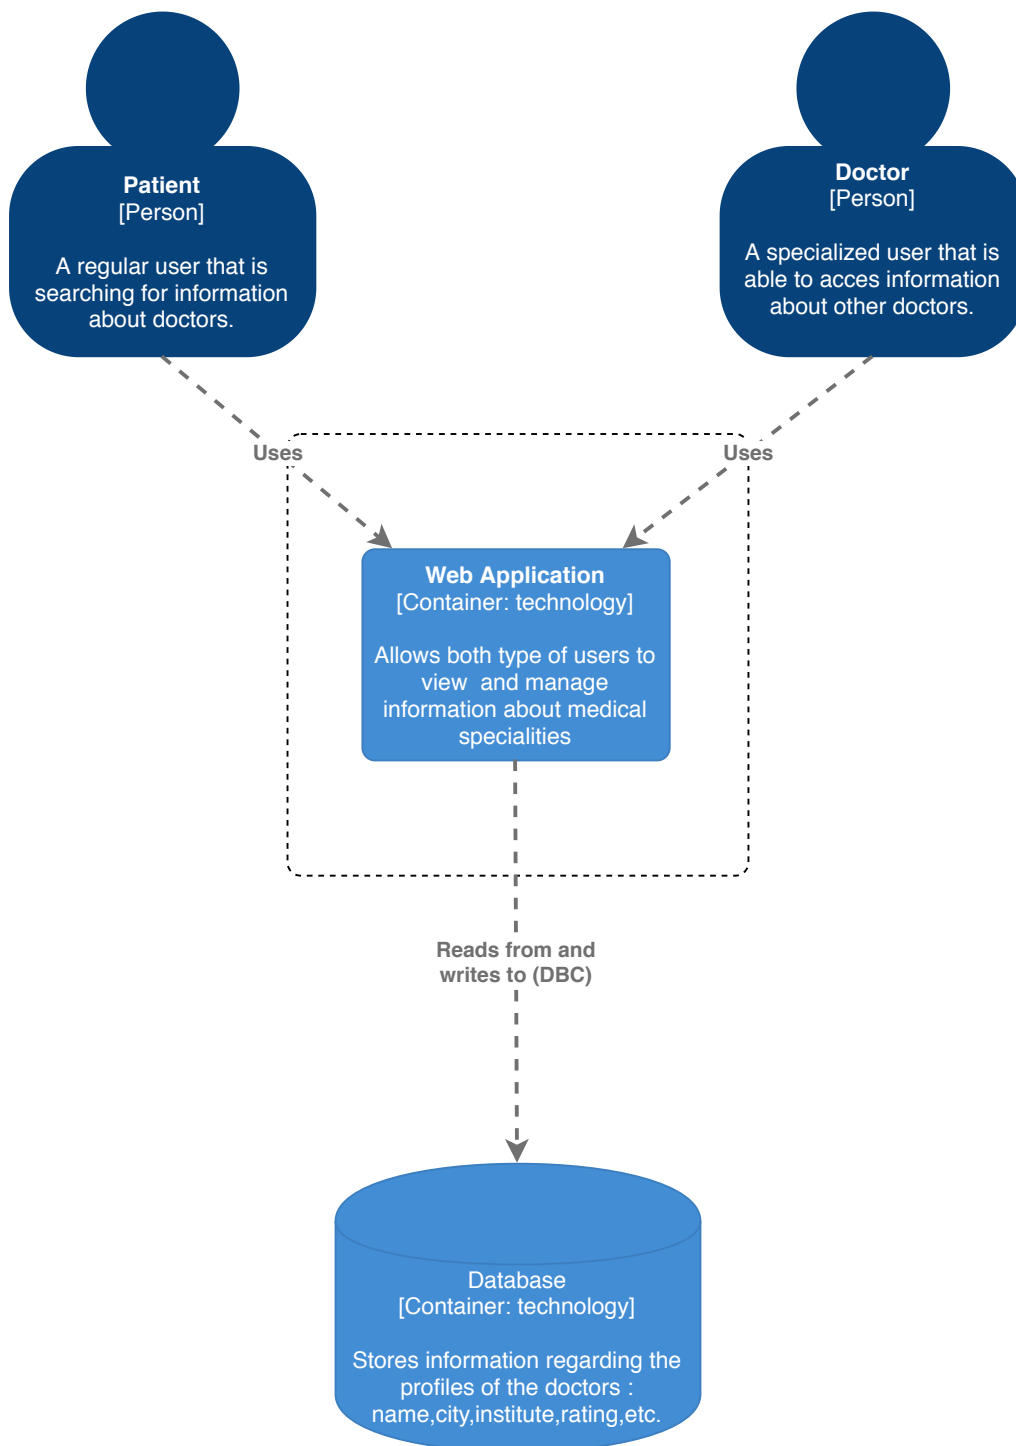 Patient
[Person]
A regular user that is
searching for information
about doctors.
Doctor
[Person]
A specialized user that is
able to acces information
about other doctors.
Uses
Uses
Web Application
[Container: technology]
Allows both type of users to
view  and manage
information about medical
specialities
Reads from and
writes to (DBC)
Database
[Container: technology]
Stores information regarding the
profiles of the doctors :
name,city,institute,rating,etc.